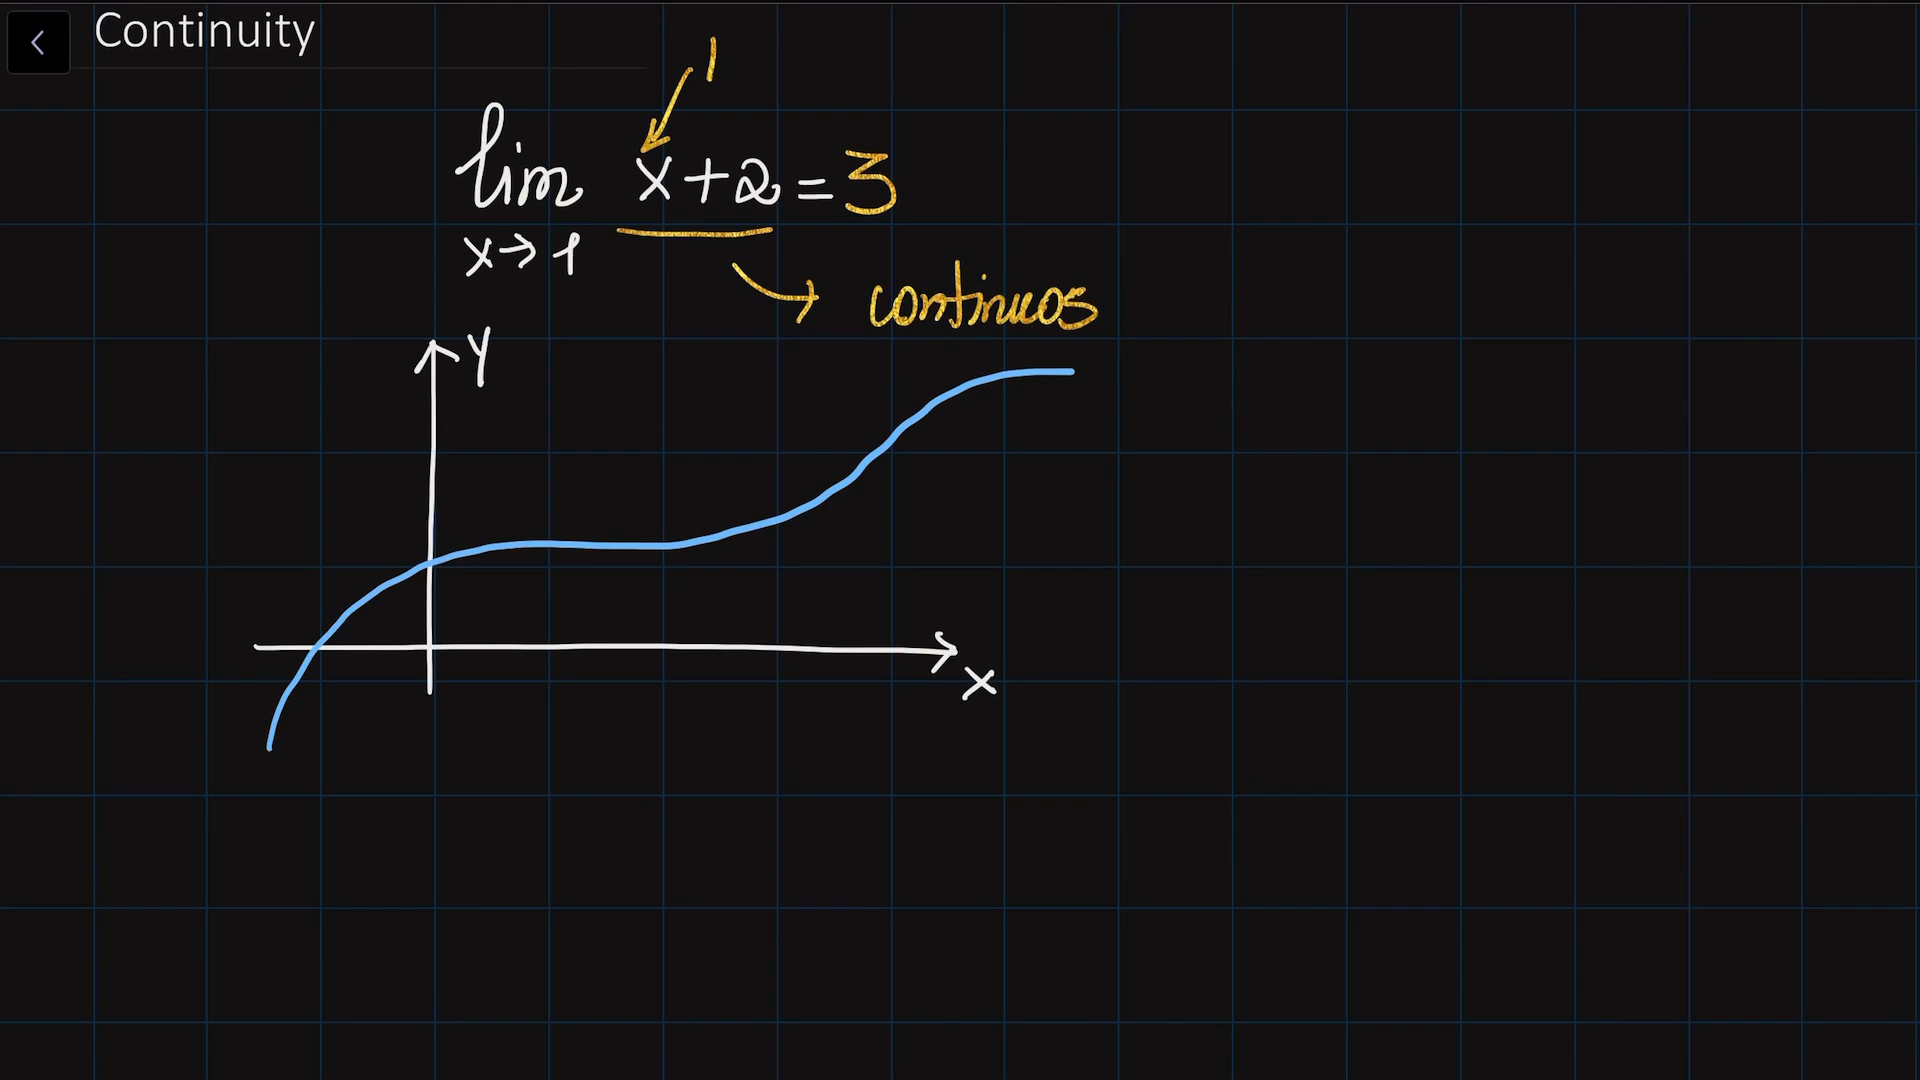 Continuity
1
lim x+2=3
x→1
continuos
y
x